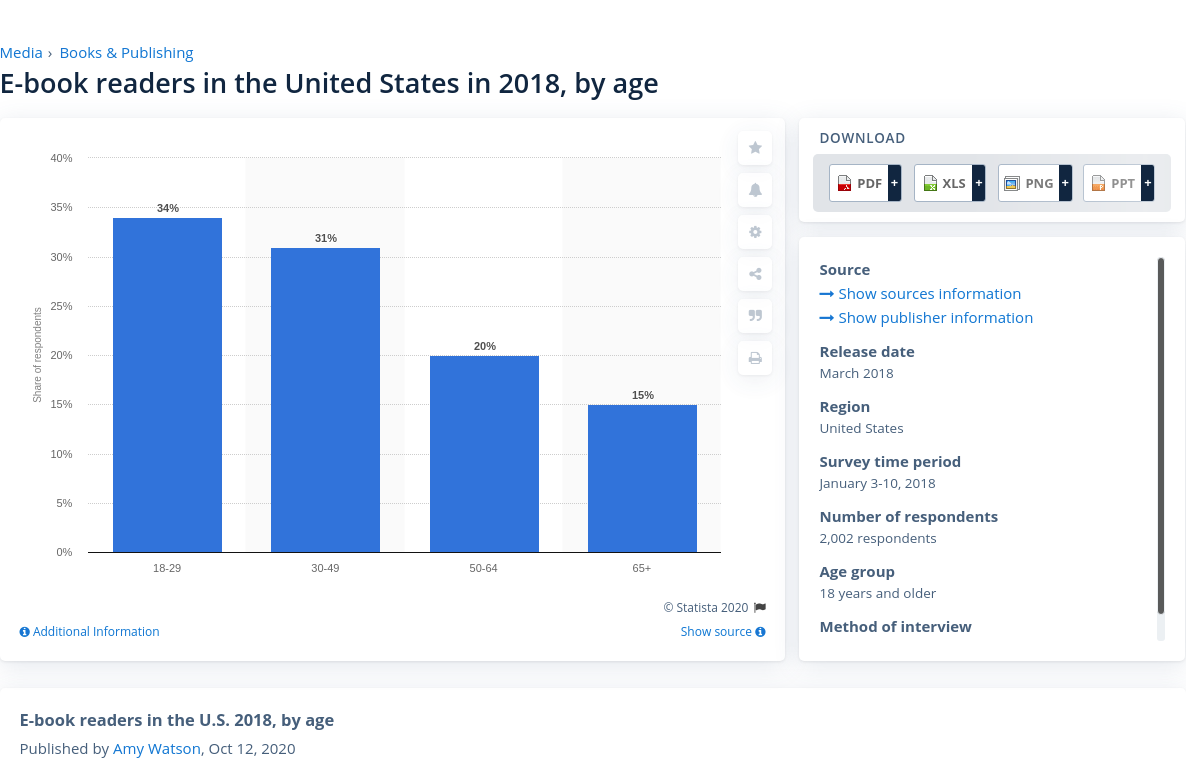 Media › Books & Publishing
E-book readers in the United States in 2018, by age
40%
35%
30%
25%
20%
15%
10%
5%
0%
Share of respondents
34%
31%
20%
15%
18-29
30-49
50-64
65+
© Statista 2020
Additional Information
Show source
DOWNLOAD
PDF + XLS + PNG + PPT +
Source
Show sources information
Show publisher information
Release date
March 2018
Region
United States
Survey time period
January 3-10, 2018
Number of respondents
2,002 respondents
Age group
18 years and older
Method of interview
E-book readers in the U.S. 2018, by age
Published by Amy Watson, Oct 12, 2020